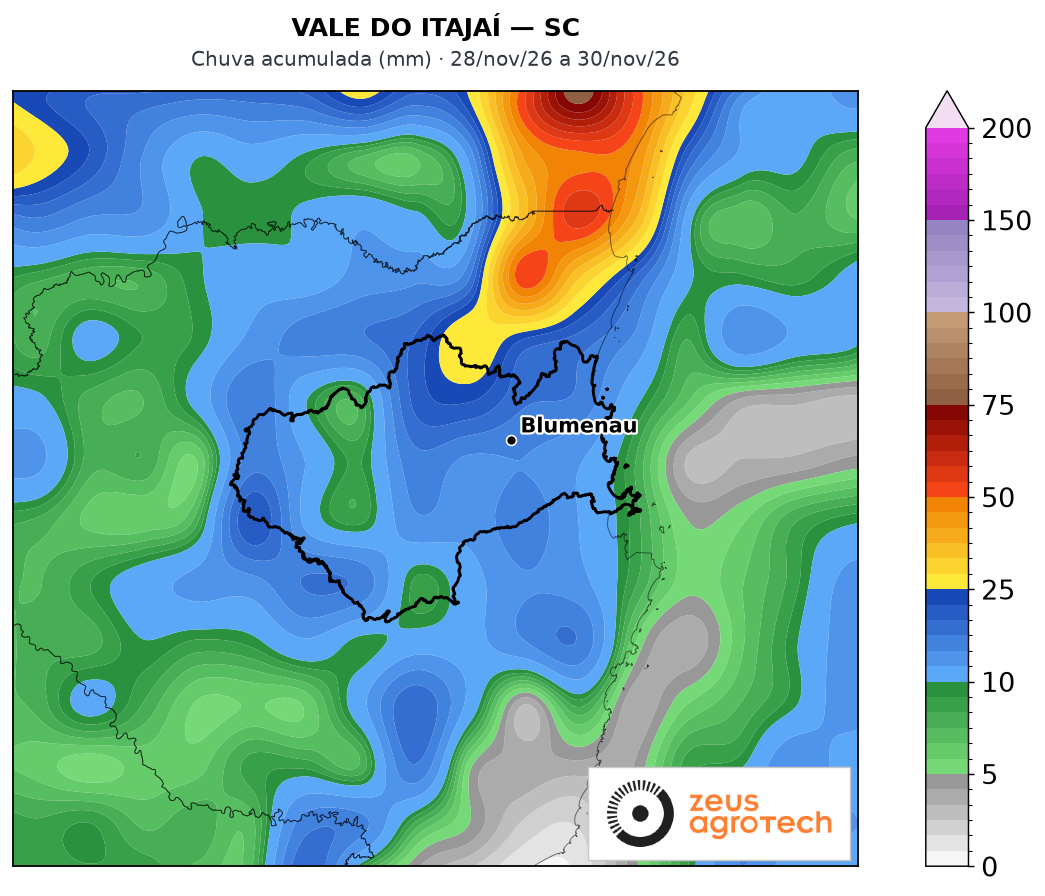 VALE DO ITAJAÍ — SC
Chuva acumulada (mm) · 28/nov/26 a 30/nov/26
200
150
100
75
50
25
10
5
0
Blumenau
zeus
agrotech